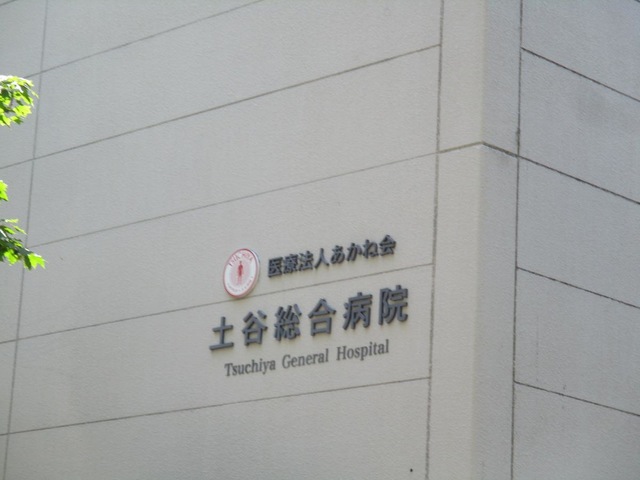 医療法人あかね会
土谷総合病院
Tsuchiya General Hospital